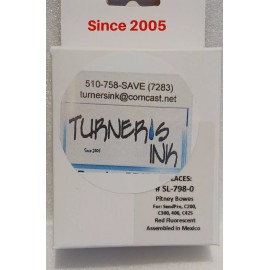 Since 2005
510-758-SAVE (7283)
turnersink@comcast.net
TURNER'S
INK
Since 2005
LACES:
# SL-798-0
Pitney Bowes
For: SendPro, C200,
C300, 400, C425
Red Fluorescent
Assembled in Mexico